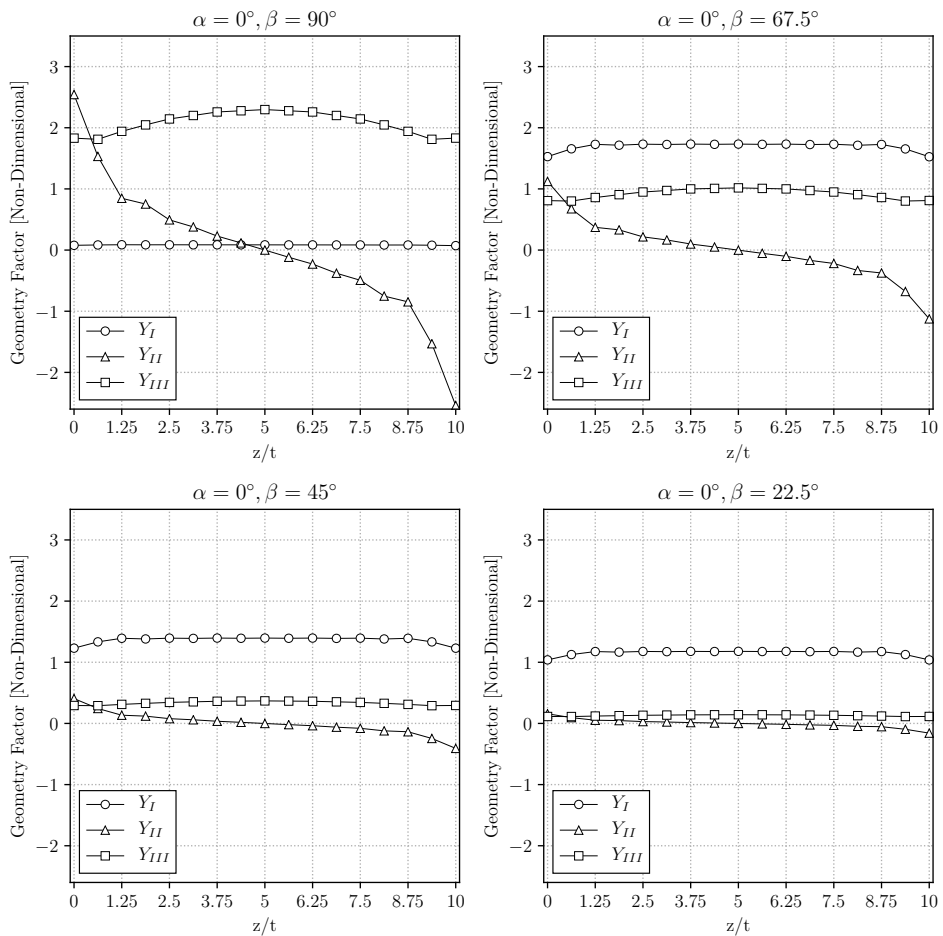 α = 0°, β = 90°
Geometry Factor [Non-Dimensional]
3
2
1
0
−1
−2
Y_I
Y_II
Y_III
0 1.25 2.5 3.75 5 6.25 7.5 8.75 10
z/t
α = 0°, β = 67.5°
Geometry Factor [Non-Dimensional]
3
2
1
0
−1
−2
Y_I
Y_II
Y_III
0 1.25 2.5 3.75 5 6.25 7.5 8.75 10
z/t
α = 0°, β = 45°
Geometry Factor [Non-Dimensional]
3
2
1
0
−1
−2
Y_I
Y_II
Y_III
0 1.25 2.5 3.75 5 6.25 7.5 8.75 10
z/t
α = 0°, β = 22.5°
Geometry Factor [Non-Dimensional]
3
2
1
0
−1
−2
Y_I
Y_II
Y_III
0 1.25 2.5 3.75 5 6.25 7.5 8.75 10
z/t